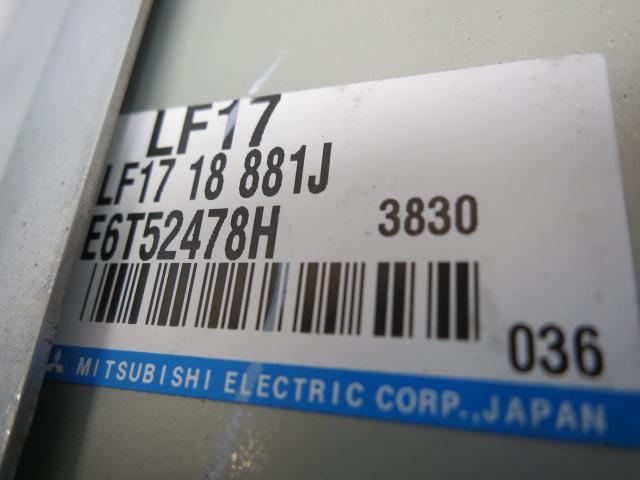 LF17
LF17 18 881J
E6T52478H 3830
036
MITSUBISHI ELECTRIC CORP.,JAPAN